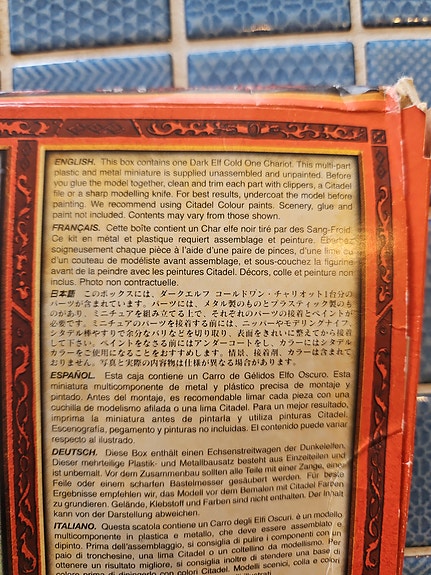 ENGLISH. This box contains one Dark Elf Cold One Chariot. This multi-part
plastic and metal miniature is supplied unassembled and unpainted. Before
you glue the model together, clean and trim each part with clippers, a Citadel
file or a sharp modelling knife. For best results, undercoat the model before
painting. We recommend using Citadel Colour paints. Scenery, glue and
paint not included. Contents may vary from those shown.
FRANÇAIS. Cette boîte contient un Char elfe noir tiré par des Sang-Froid.
Ce kit en métal et plastique requiert assemblage et peinture. Ebarbez
soigneusement chaque pièce à l'aide d'une paire de pinces, d'une lime ou
d'un couteau de modéliste avant assemblage, et sous-couchez la figurine
avant de la peindre avec les peintures Citadel. Décors, colle et peinture non
inclus. Photo non contractuelle.
日本語 このボックスには、ダークエルフ コールドワン・チャリオット1台分の
パーツが含まれています。パーツには、メタル製のものとプラスティック製のもの
があり、ミニチュアを組み立てる上で、それぞれのパーツの接着とペイントが
必要です。ミニチュアのパーツを接着する前には、ニッパーやモデリングナイフ、
シタデル棒やすりで余分なバリなどを切り取り、表面をきれいに整えてから接着
して下さい。ペイントをなさる前にはアンダーコートをし、カラーにはシタデル
カラーをご使用になることをおすすめします。情景、接着剤、カラーは含まれて
おりません。写真と実際の内容物は仕様が異なる場合があります。
ESPAÑOL. Esta caja contiene un Carro de Gélidos Elfo Oscuro. Esta
miniatura multicomponente de metal y plástico precisa de montaje y
pintado. Antes del montaje, es recomendable limar cada pieza con una
cuchilla de modelismo afilada o una lima Citadel. Para un mejor resultado,
imprima la miniatura antes de pintarla y utiliza pinturas Citadel.
Escenografía, pegamento y pinturas no incluidas. El contenido puede variar
respecto al ilustrado.
DEUTSCH. Diese Box enthält einen Echsenstreitwagen der Dunkelelfen.
Dieser mehrteilige Plastik- und Metallbausatz besteht aus Einzelteilen und
ist unbemalt. Vor dem Zusammenbau sollten alle Teile mit einer Zange, einer
Feile oder einem scharfen Bastelmesser gesäubert werden. Für beste
Ergebnisse empfehlen wir, das Modell vor dem Bemalen mit Citadel Farben
zu grundieren. Gelände, Klebstoff und Farben sind nicht enthalten. Der Inhalt
kann von der Darstellung abweichen.
ITALIANO. Questa scatola contiene un Carro degli Elfi Oscuri. è un modello
multicomponente in plastica e metallo, che deve essere assemblato e
dipinto. Prima dell'assemblaggio, si consiglia di pulire i componenti con un
paio di tronchesine, una lima Citadel o un coltellino da modellismo. Per
ottenere un risultato migliore, si consiglia inoltre di stendere una base di
colore prima di dipingerlo con colori Citadel. Modelli scenici, colla e colori